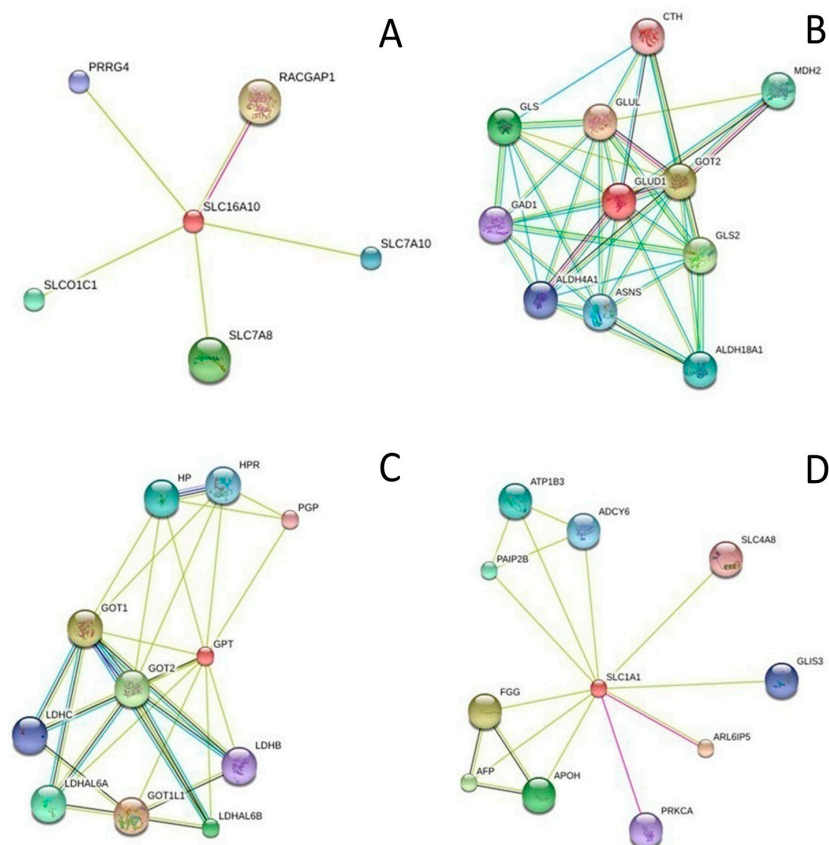 A
PRRG4
RACGAP1
SLC16A10
SLC7A10
SLCO1C1
SLC7A8
B
CTH
MDH2
GLS
GLUL
GOT2
GLUD1
GAD1
GLS2
ALDH4A1
ASNS
ALDH18A1
C
HP
HPR
PGP
GOT1
GPT
GOT2
LDHC
LDHB
LDHAL6A
GOT1L1
LDHAL6B
D
ATP1B3
ADCY6
SLC4A8
PAIP2B
GLIS3
SLC1A1
FGG
ARL6IP5
AFP
APOH
PRKCA